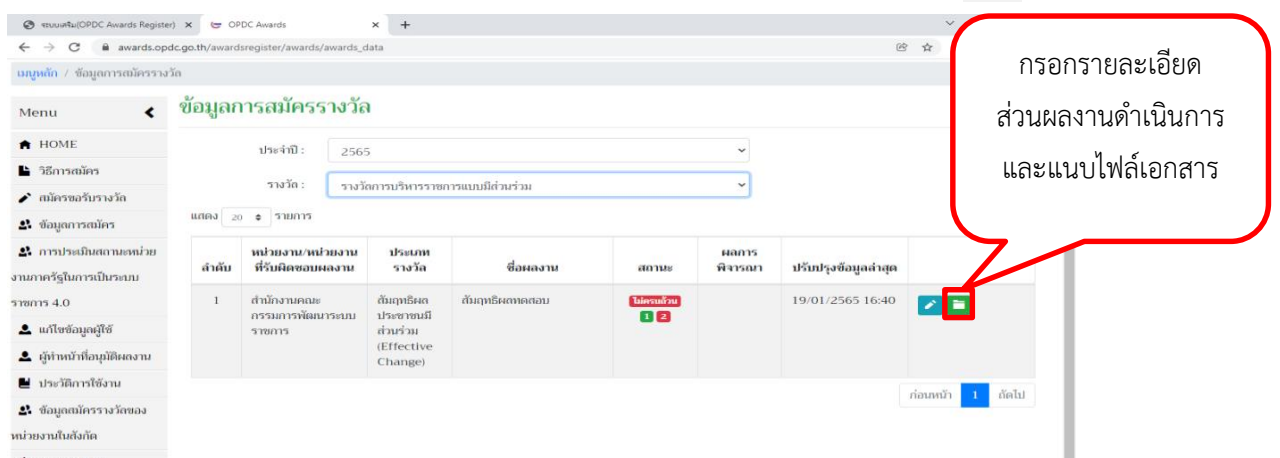 ระบบเสริม(OPDC Awards Register)
OPDC Awards
awards.opdc.go.th/awardsregister/awards/awards_data
เมนูหลัก / ข้อมูลการสมัครรางวัล
กรอกรายละเอียด
ส่วนผลงานดำเนินการ
และแนบไฟล์เอกสาร
Menu
HOME
วิธีการสมัคร
สมัครขอรับรางวัล
ข้อมูลการสมัคร
การประเมินสถานะหน่วย
งานภาครัฐในการเป็นระบบ
ราชการ 4.0
แก้ไขข้อมูลผู้ใช้
ผู้ทำหน้าที่อนุมัติผลงาน
ประวัติการใช้งาน
ข้อมูลสมัครรางวัลของ
หน่วยงานในสังกัด
ข้อมูลการสมัครรางวัล
ประจำปี : 2565
รางวัล : รางวัลการบริหารราชการแบบมีส่วนร่วม
แสดง 20 รายการ
ลำดับ
หน่วยงาน/หน่วยงาน
ที่รับผิดชอบผลงาน
ประเภท
รางวัล
ชื่อผลงาน
สถานะ
ผลการ
พิจารณา
ปรับปรุงข้อมูลล่าสุด
1
สำนักงานคณะ
กรรมการพัฒนาระบบ
ราชการ
สัมฤทธิผล
ประชาชนมี
ส่วนร่วม
(Effective
Change)
สัมฤทธิผลทดสอบ
ไม่ครบถ้วน
1 2
19/01/2565 16:40
ก่อนหน้า 1 ถัดไป